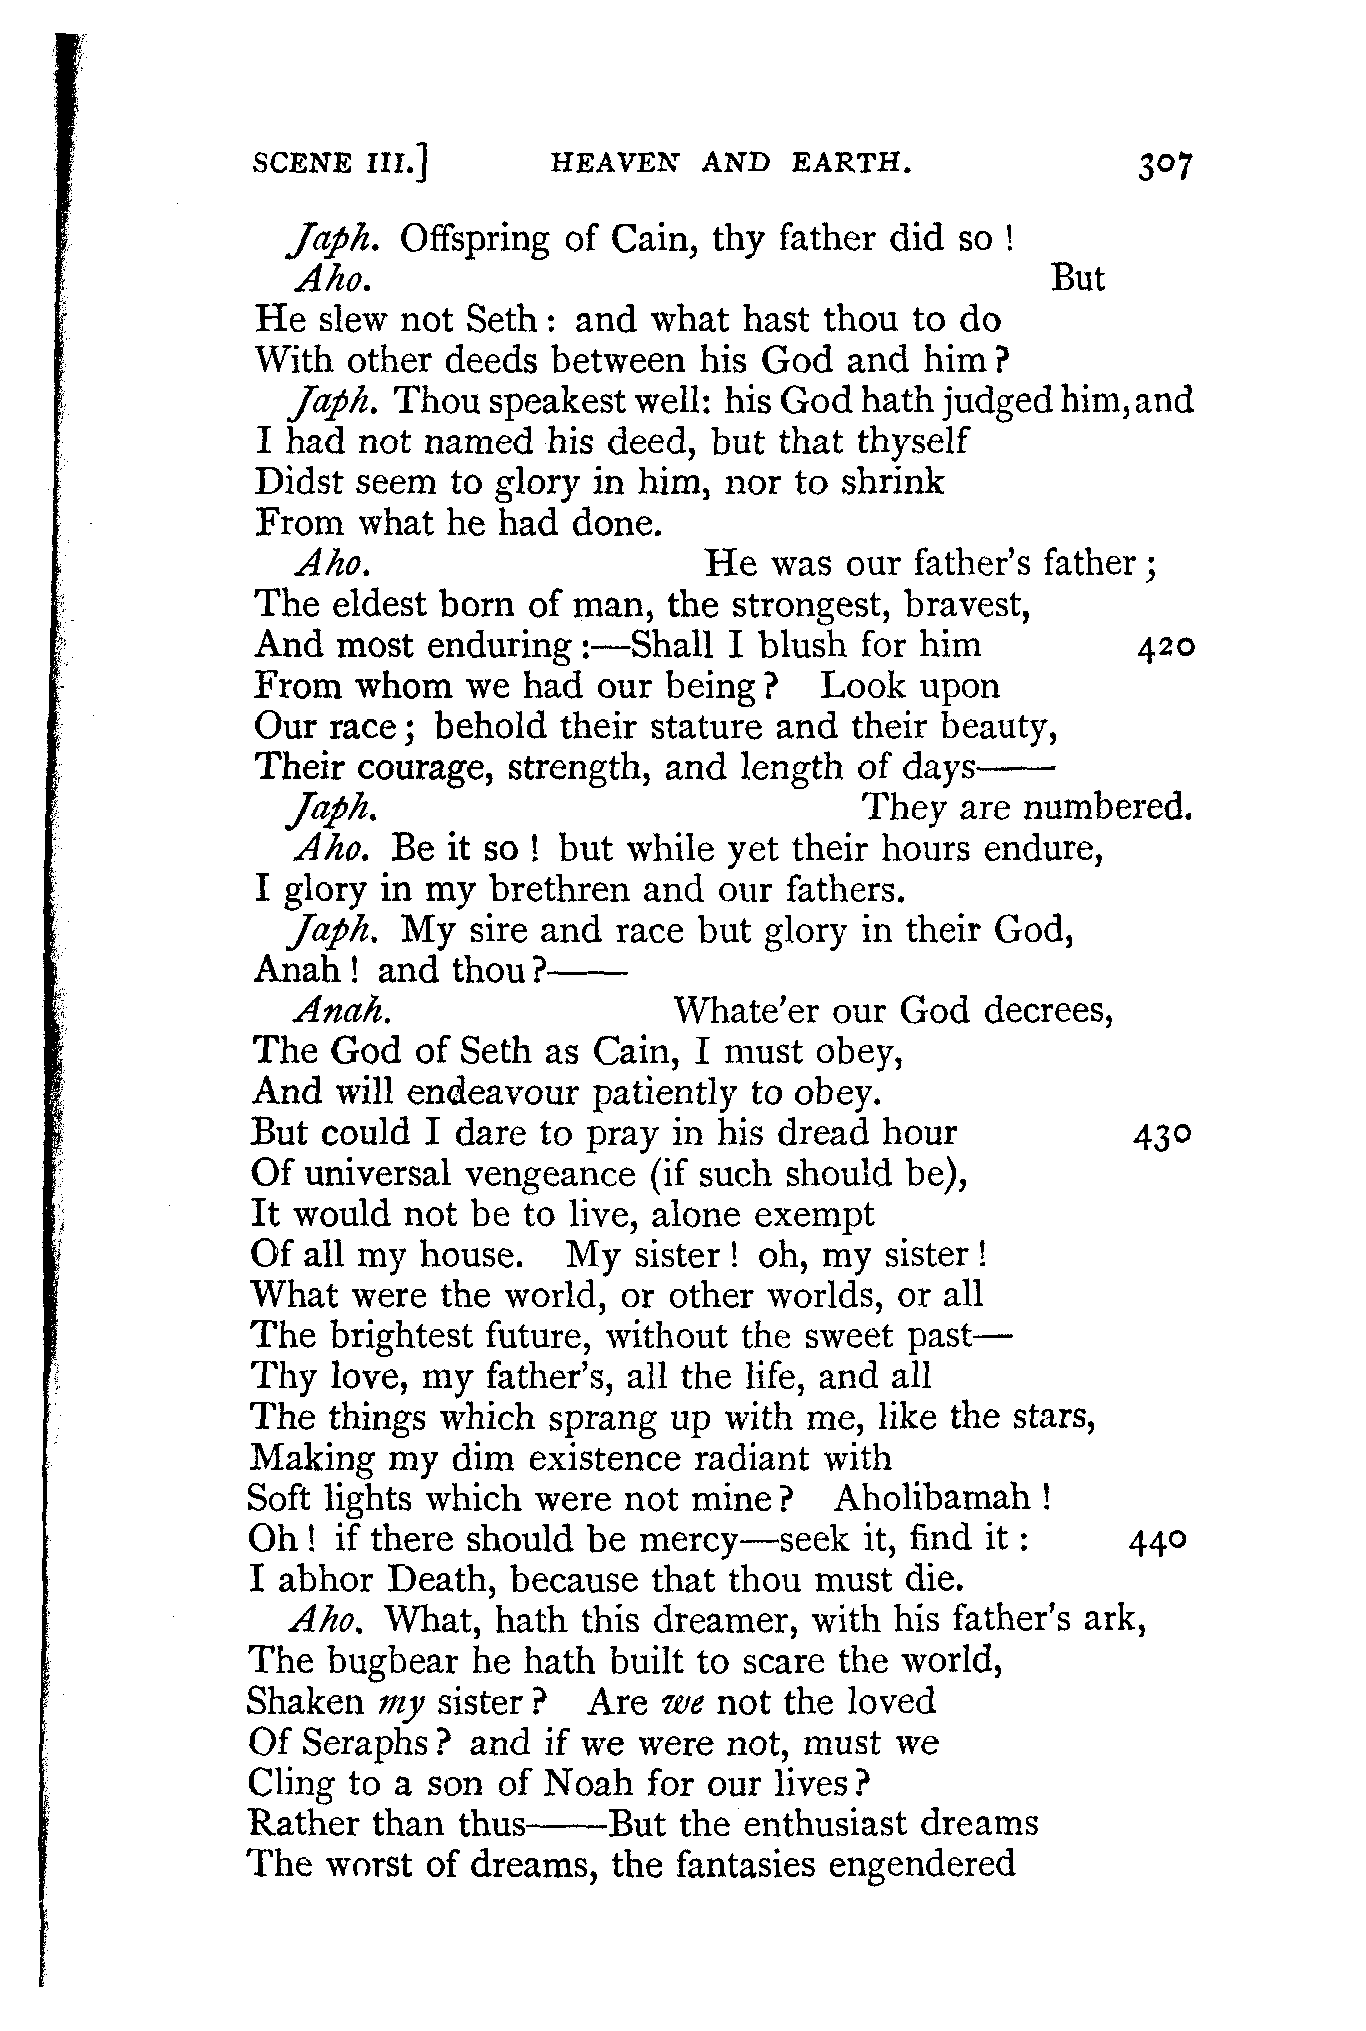 SCENE III.] HEAVEN AND EARTH. 307
Japh. Offspring of Cain, thy father did so !
Aho. But
He slew not Seth : and what hast thou to do
With other deeds between his God and him ?
Japh. Thou speakest well: his God hath judged him, and
I had not named his deed, but that thyself
Didst seem to glory in him, nor to shrink
From what he had done.
Aho. He was our father's father ;
The eldest born of man, the strongest, bravest,
And most enduring :—Shall I blush for him 420
From whom we had our being ? Look upon
Our race ; behold their stature and their beauty,
Their courage, strength, and length of days——
Japh. They are numbered.
Aho. Be it so ! but while yet their hours endure,
I glory in my brethren and our fathers.
Japh. My sire and race but glory in their God,
Anah ! and thou ?——
Anah. Whate'er our God decrees,
The God of Seth as Cain, I must obey,
And will endeavour patiently to obey.
But could I dare to pray in his dread hour 430
Of universal vengeance (if such should be),
It would not be to live, alone exempt
Of all my house. My sister ! oh, my sister !
What were the world, or other worlds, or all
The brightest future, without the sweet past—
Thy love, my father's, all the life, and all
The things which sprang up with me, like the stars,
Making my dim existence radiant with
Soft lights which were not mine ? Aholibamah !
Oh ! if there should be mercy—seek it, find it : 440
I abhor Death, because that thou must die.
Aho. What, hath this dreamer, with his father's ark,
The bugbear he hath built to scare the world,
Shaken my sister ? Are we not the loved
Of Seraphs ? and if we were not, must we
Cling to a son of Noah for our lives ?
Rather than thus——But the enthusiast dreams
The worst of dreams, the fantasies engendered